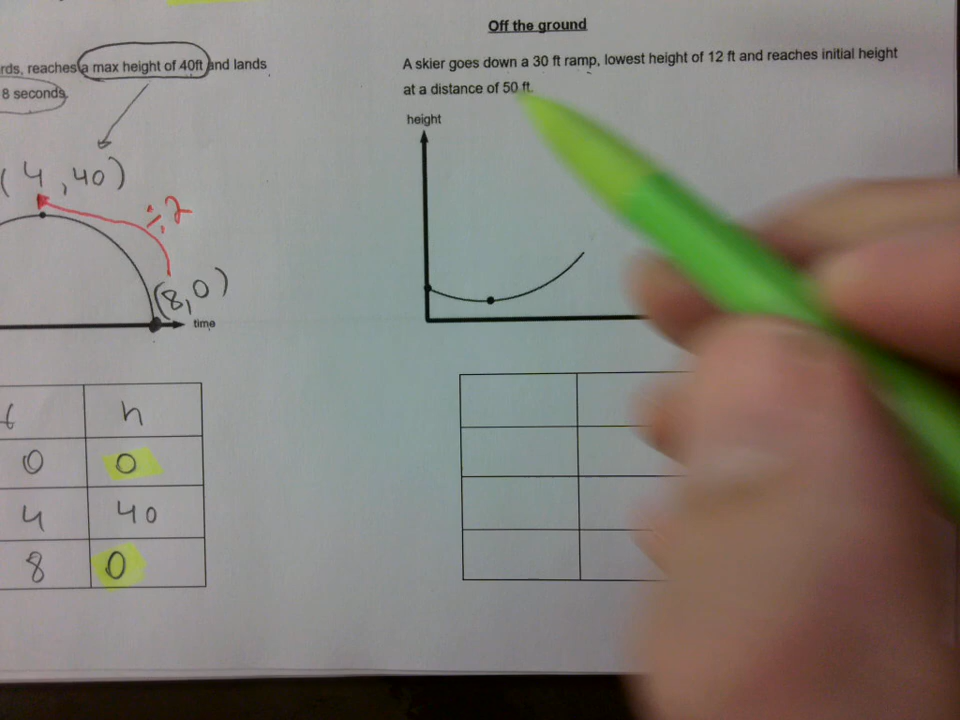 Off the ground
rds, reaches a max height of 40ft and lands
8 seconds.
A skier goes down a 30 ft ramp, lowest height of 12 ft and reaches initial height
at a distance of 50 ft.
height
(4,40)
÷2
(8,0)
time
t h
0 0
4 40
8 0